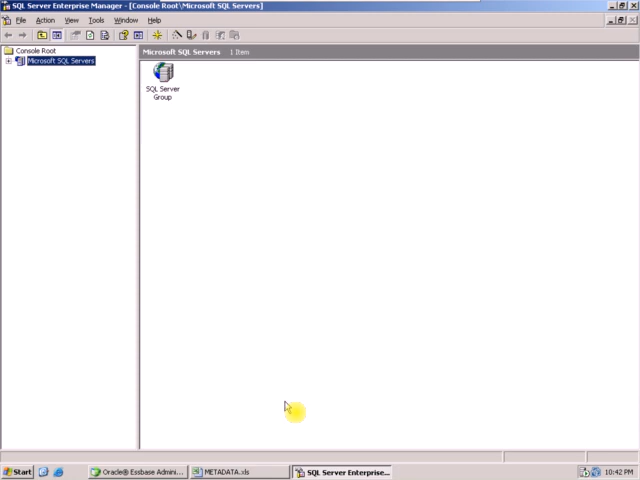 SQL Server Enterprise Manager - [Console Root\Microsoft SQL Servers]
File Action View Tools Window Help
Console Root
Microsoft SQL Servers
Microsoft SQL Servers 1 Item
SQL Server
Group
Start
Oracle® Essbase Admini...
METADATA.xls
SQL Server Enterprise...
10:42 PM